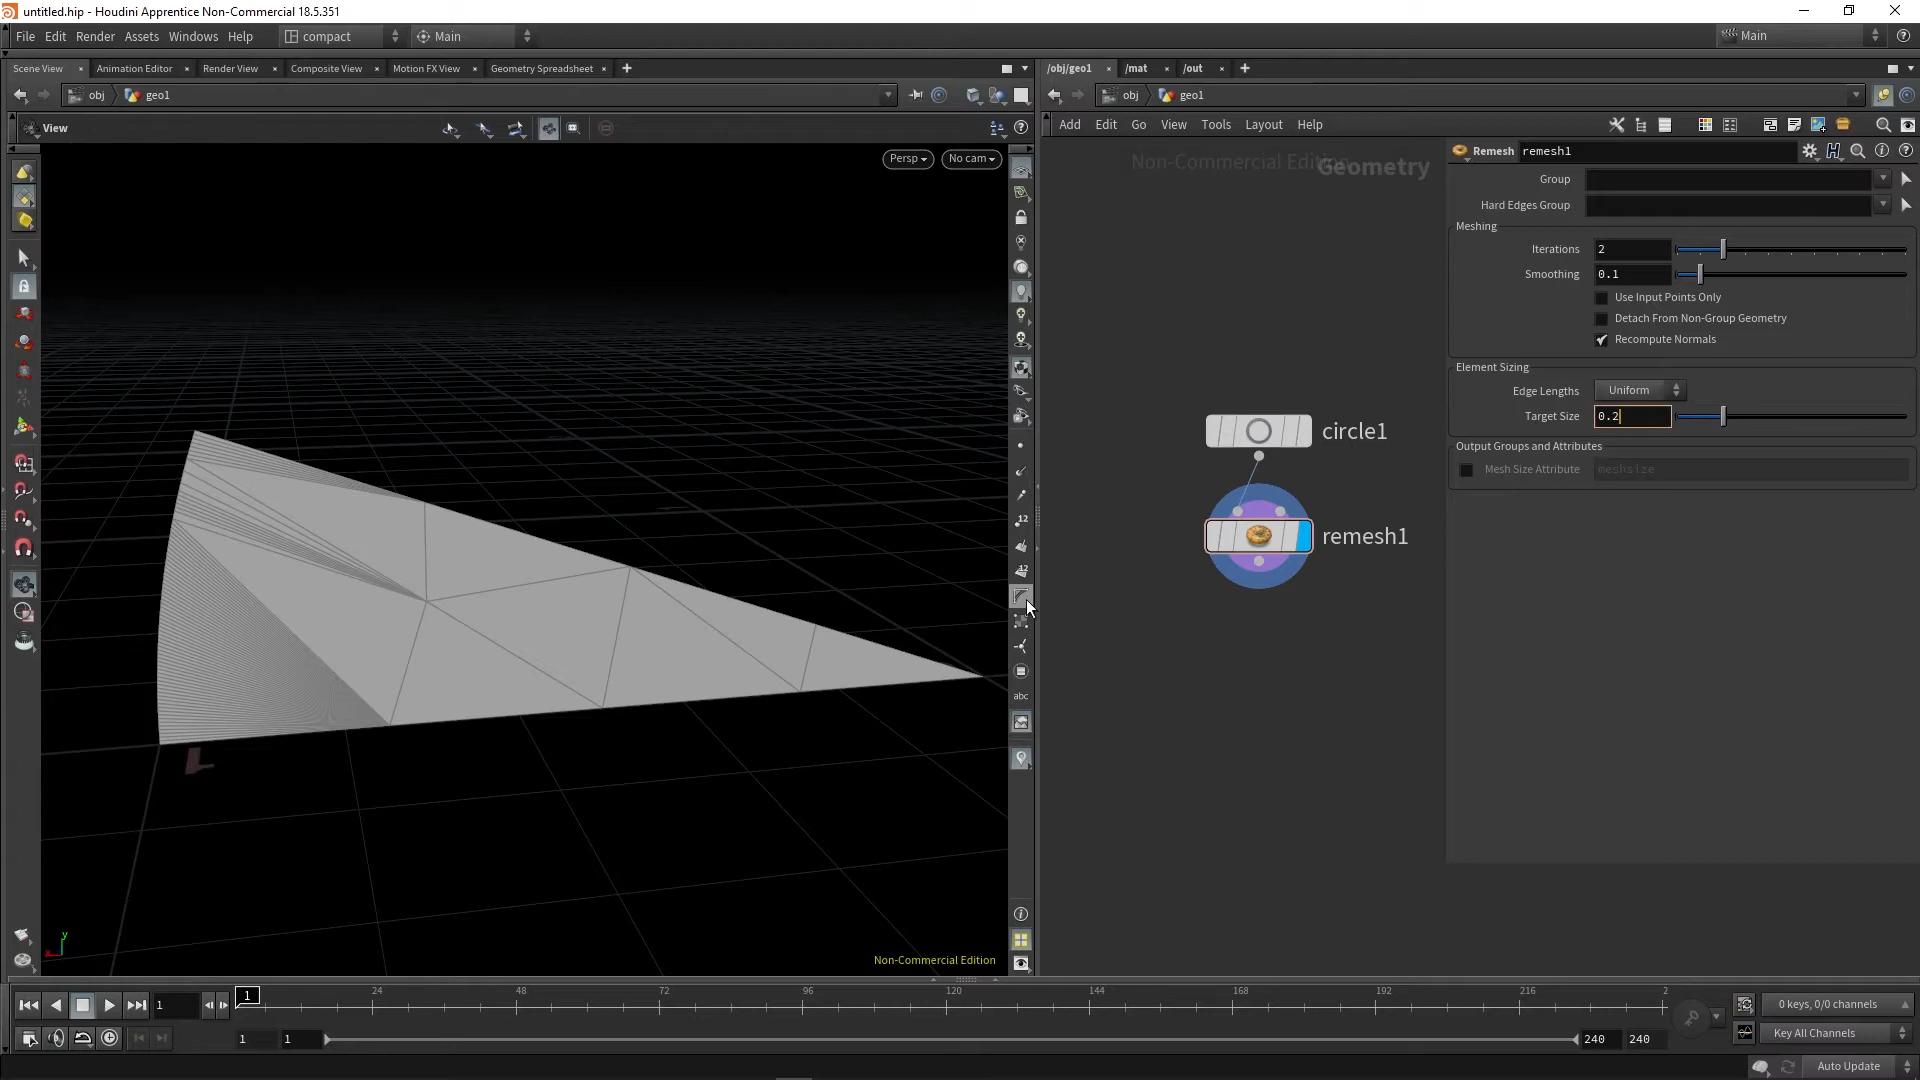 untitled.hip - Houdini Apprentice Non-Commercial 18.5.351
File Edit Render Assets Windows Help compact Main Main
Scene View Animation Editor Render View Composite View Motion FX View Geometry Spreadsheet
obj geo1
View
Persp No cam
12
12
abc
Non-Commercial Edition
/obj/geo1 /mat /out
obj geo1
Add Edit Go View Tools Layout Help
Non-Commercial Edition
Geometry
circle1
remesh1
Remesh remesh1
Group
Hard Edges Group
Meshing
Iterations 2
Smoothing 0.1
Use Input Points Only
Detach From Non-Group Geometry
Recompute Normals
Element Sizing
Edge Lengths Uniform
Target Size 0.2
Output Groups and Attributes
Mesh Size Attribute meshsize
1 1 24 48 72 96 120 144 168 192 216 2
0 keys, 0/0 channels
1 1 240 240
Key All Channels
Auto Update